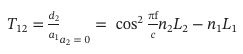 T₁₂ = d₂/a₁ a₂ = 0 = cos² πf/c n₂L₂ − n₁L₁